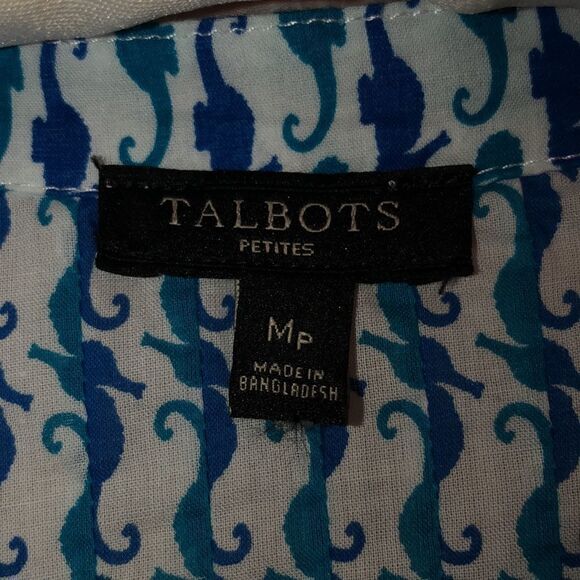 TALBOTS
PETITES
MP
MADE IN
BANGLADESH